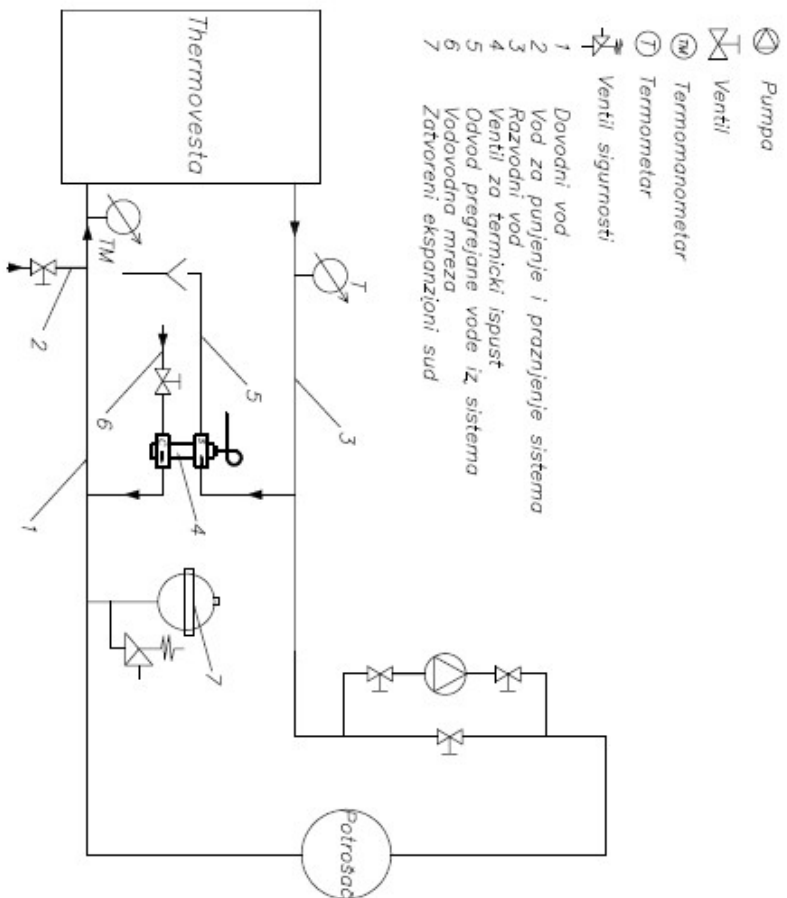 Pumpa
Ventil
TM Termomanometar
T Termometar
Ventil sigurnosti
1 Dovodni vod
2 Vod za punjenje i praznjenje sistema
3 Razvodni vod
4 Ventil za termicki ispust
5 Odvod pregrejane vode iz sistema
6 Vodovodna mreza
7 Zatvoreni ekspanzioni sud
Thermovesta
T
TM
3
5
6
2
4
1
7
Potrošač